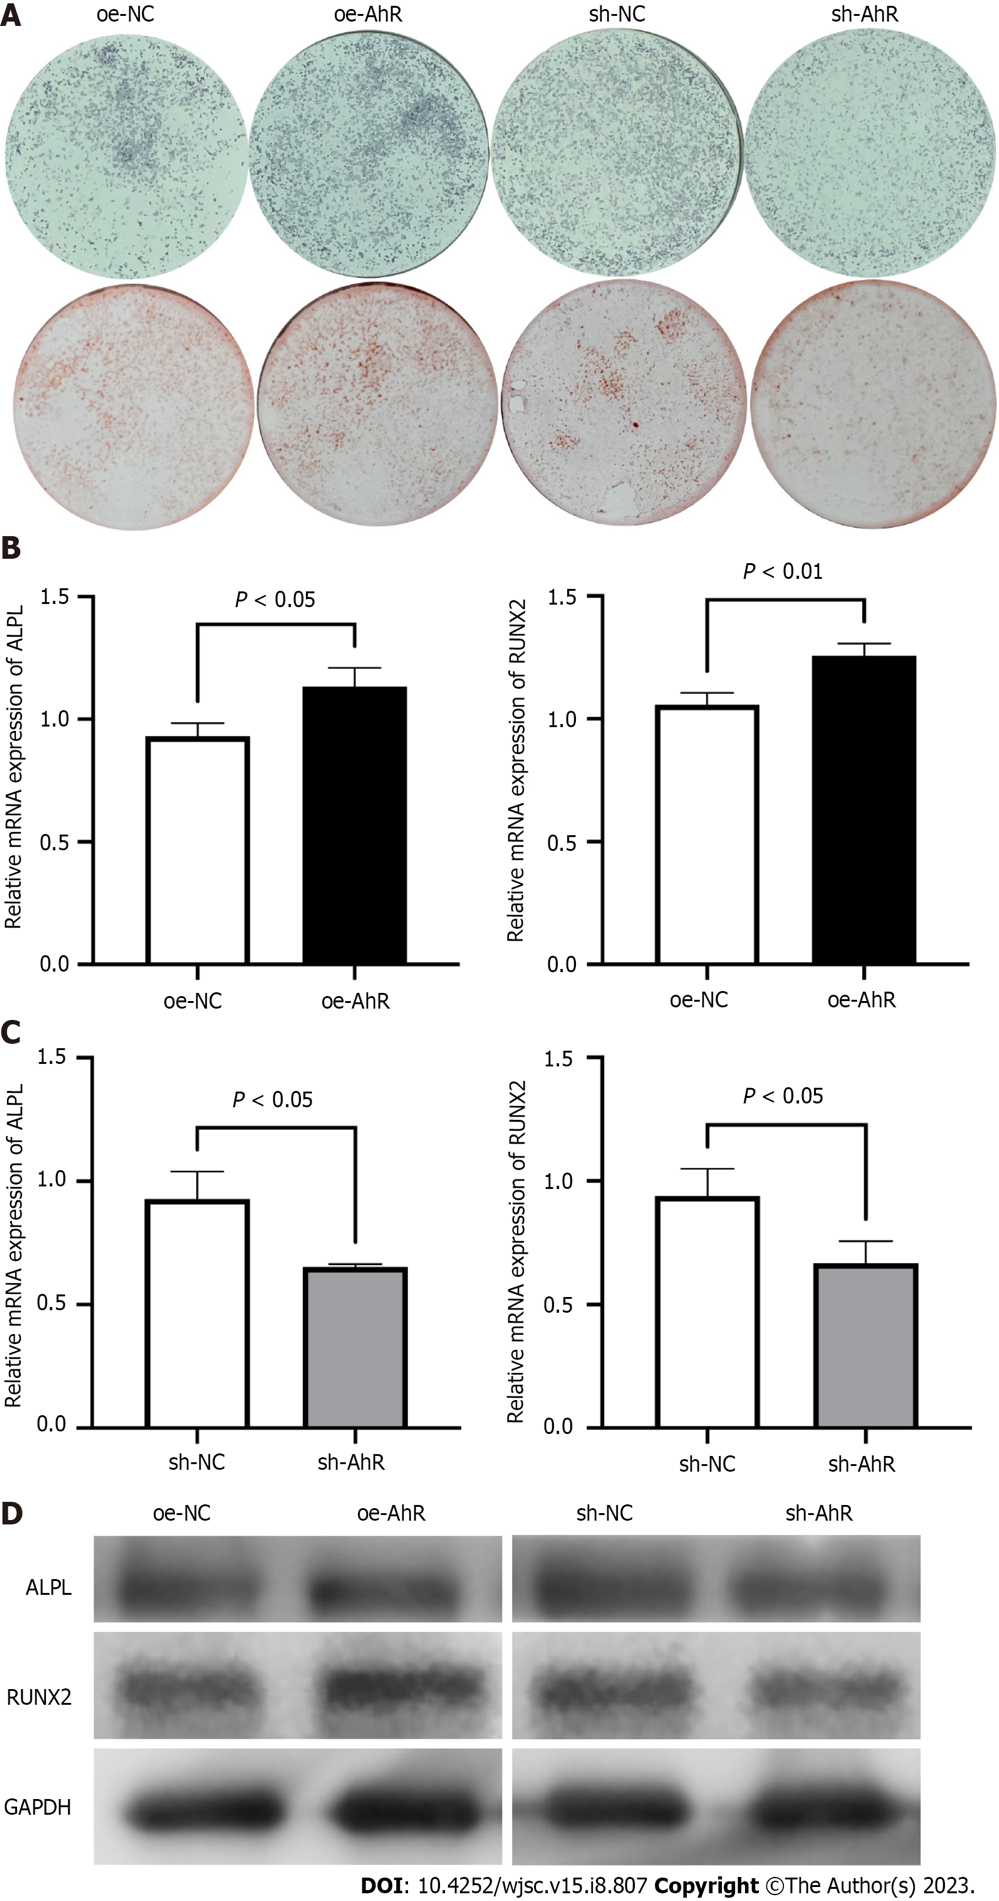 A
oe-NC oe-AhR sh-NC sh-AhR
B
Relative mRNA expression of ALPL
1.5
1.0
0.5
0.0
P < 0.05
oe-NC oe-AhR
Relative mRNA expression of RUNX2
1.5
1.0
0.5
0.0
P < 0.01
oe-NC oe-AhR
C
Relative mRNA expression of ALPL
1.5
1.0
0.5
0.0
P < 0.05
sh-NC sh-AhR
Relative mRNA expression of RUNX2
1.5
1.0
0.5
0.0
P < 0.05
sh-NC sh-AhR
D
oe-NC oe-AhR sh-NC sh-AhR
ALPL
RUNX2
GAPDH
DOI: 10.4252/wjsc.v15.i8.807 Copyright ©The Author(s) 2023.